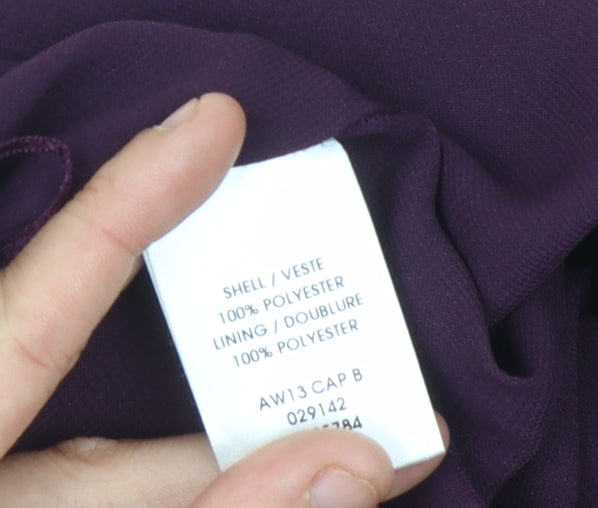 SHELL / VESTE
100% POLYESTER
LINING / DOUBLURE
100% POLYESTER
AW13 CAP B
029142